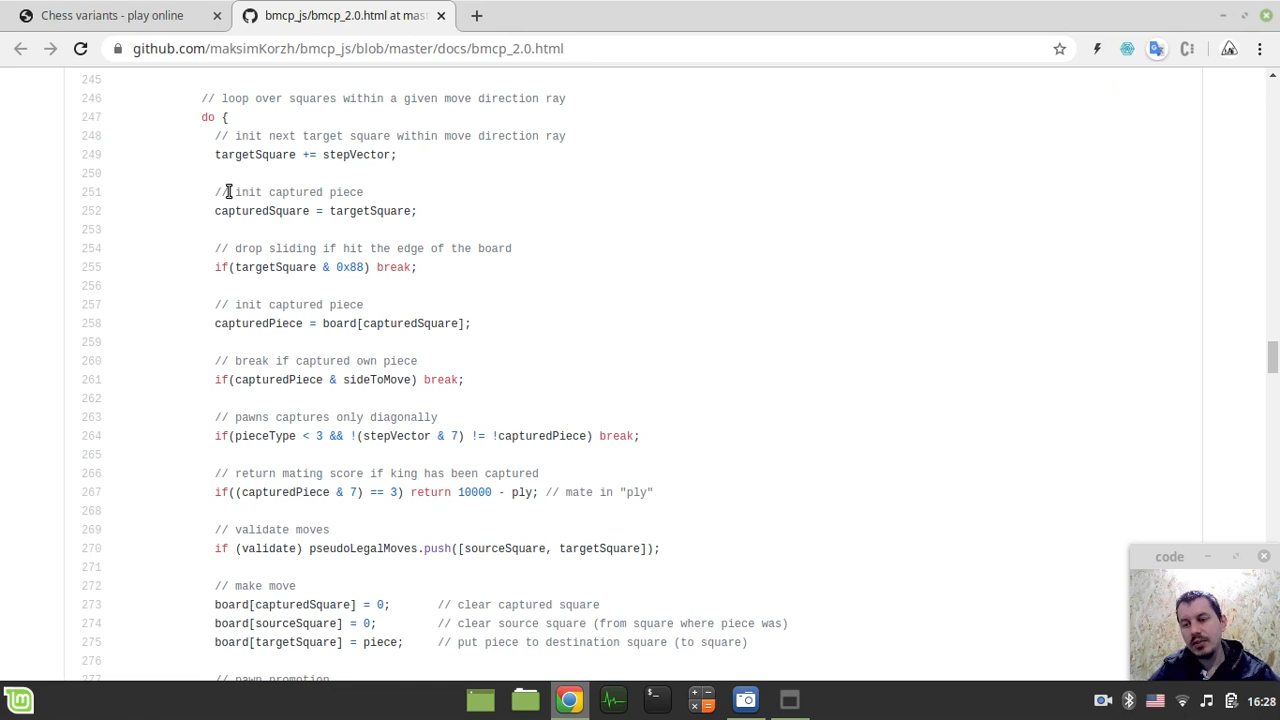 Chess variants - play online
bmcp_js/bmcp_2.0.html at mas
github.com/maksimKorzh/bmcp_js/blob/master/docs/bmcp_2.0.html
245
246 // loop over squares within a given move direction ray
247 do {
248 // init next target square within move direction ray
249 targetSquare += stepVector;
250
251 // init captured piece
252 capturedSquare = targetSquare;
253
254 // drop sliding if hit the edge of the board
255 if(targetSquare & 0x88) break;
256
257 // init captured piece
258 capturedPiece = board[capturedSquare];
259
260 // break if captured own piece
261 if(capturedPiece & sideToMove) break;
262
263 // pawns captures only diagonally
264 if(pieceType < 3 && !(stepVector & 7) != !capturedPiece) break;
265
266 // return mating score if king has been captured
267 if((capturedPiece & 7) == 3) return 10000 - ply; // mate in "ply"
268
269 // validate moves
270 if (validate) pseudoLegalMoves.push([sourceSquare, targetSquare]);
271
272 // make move
273 board[capturedSquare] = 0; // clear captured square
274 board[sourceSquare] = 0; // clear source square (from square where piece was)
275 board[targetSquare] = piece; // put piece to destination square (to square)
276
277 // pawn promotion
code
16:28